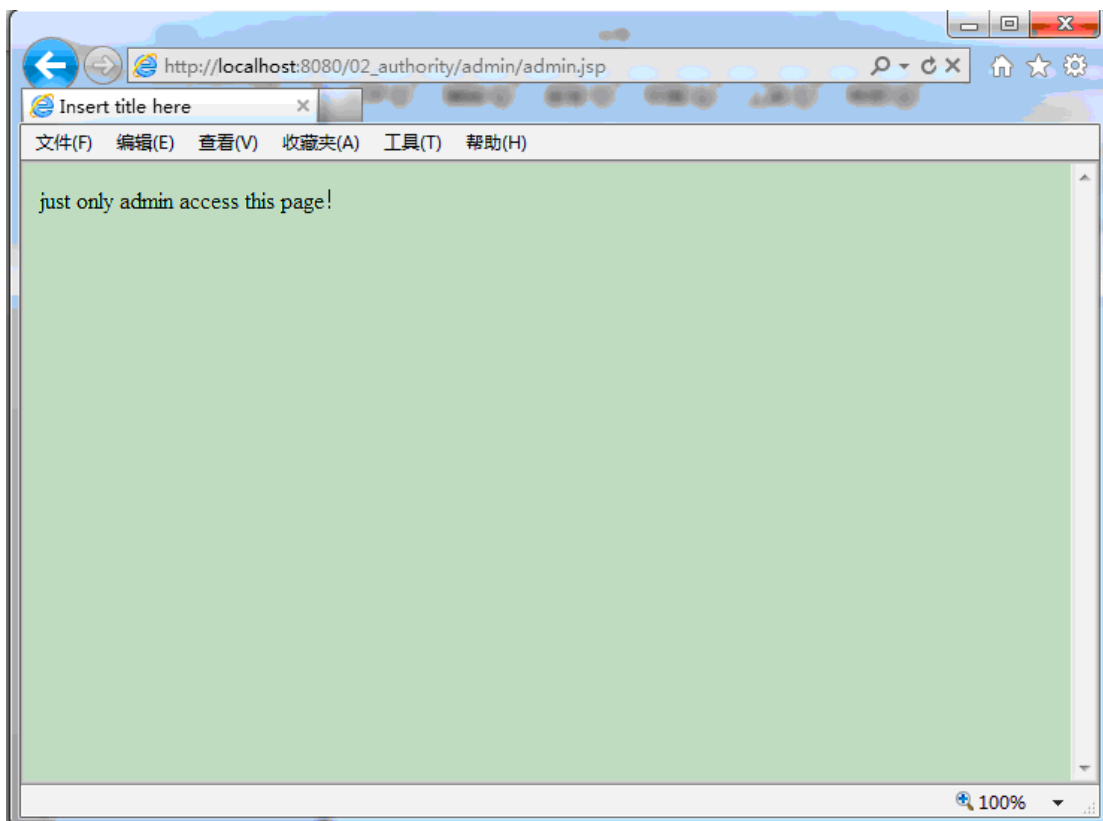 http://localhost:8080/02_authority/admin/admin.jsp
Insert title here
文件(F) 编辑(E) 查看(V) 收藏夹(A) 工具(T) 帮助(H)
just only admin access this page!
100%